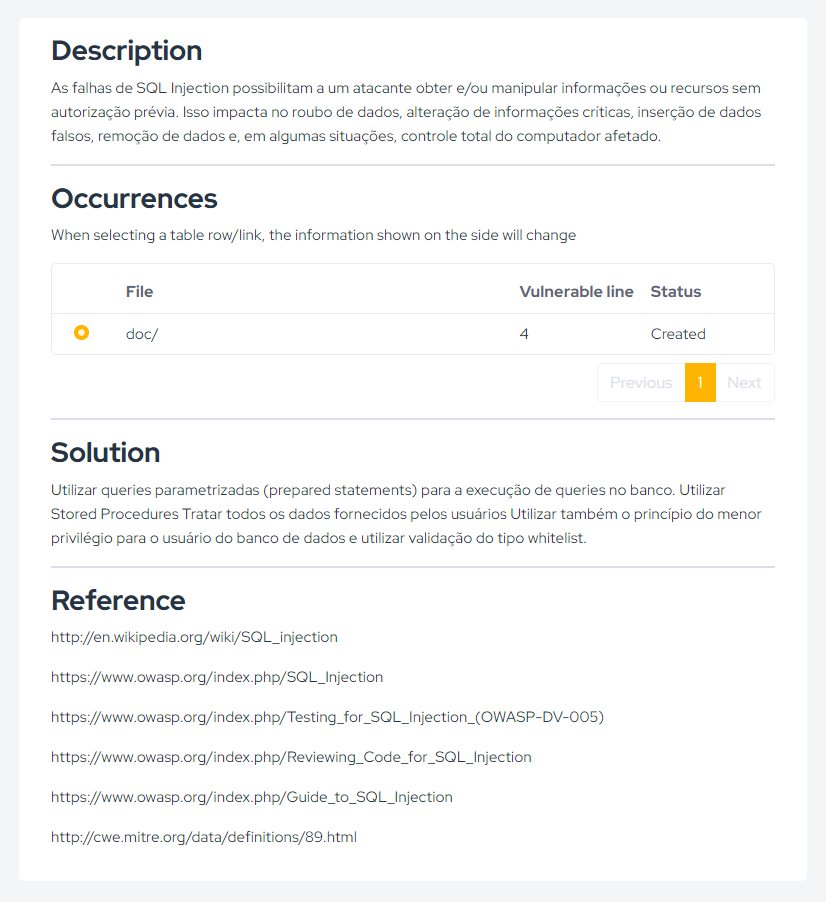 Description
As falhas de SQL Injection possibilitam a um atacante obter e/ou manipular informações ou recursos sem
autorização prévia. Isso impacta no roubo de dados, alteração de informações críticas, inserção de dados
falsos, remoção de dados e, em algumas situações, controle total do computador afetado.
Occurrences
When selecting a table row/link, the information shown on the side will change
File Vulnerable line Status
doc/ 4 Created
Previous 1 Next
Solution
Utilizar queries parametrizadas (prepared statements) para a execução de queries no banco. Utilizar
Stored Procedures Tratar todos os dados fornecidos pelos usuários Utilizar também o princípio do menor
privilégio para o usuário do banco de dados e utilizar validação do tipo whitelist.
Reference
http://en.wikipedia.org/wiki/SQL_injection
https://www.owasp.org/index.php/SQL_Injection
https://www.owasp.org/index.php/Testing_for_SQL_Injection_(OWASP-DV-005)
https://www.owasp.org/index.php/Reviewing_Code_for_SQL_Injection
https://www.owasp.org/index.php/Guide_to_SQL_Injection
http://cwe.mitre.org/data/definitions/89.html